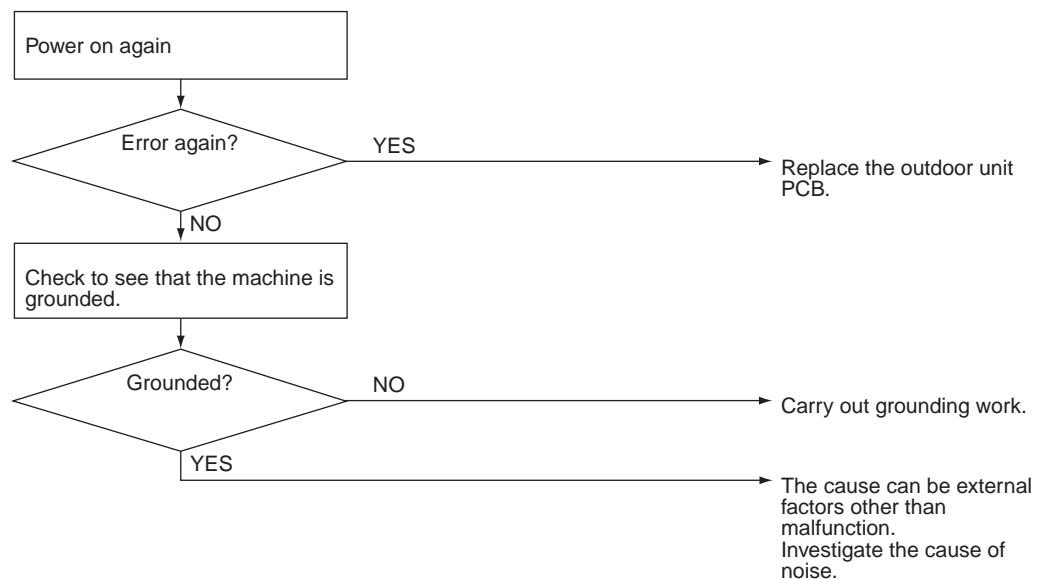 Power on again
Error again?
YES
Replace the outdoor unit
PCB.
NO
Check to see that the machine is
grounded.
Grounded?
NO
Carry out grounding work.
YES
The cause can be external
factors other than
malfunction.
Investigate the cause of
noise.